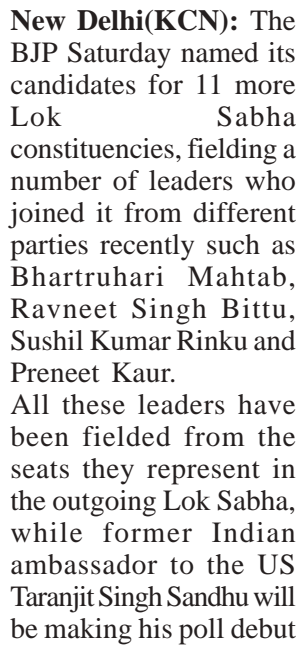 New Delhi(KCN): The
BJP Saturday named its
candidates for 11 more
Lok Sabha
constituencies, fielding a
number of leaders who
joined it from different
parties recently such as
Bhartruhari Mahtab,
Ravneet Singh Bittu,
Sushil Kumar Rinku and
Preneet Kaur.
All these leaders have
been fielded from the
seats they represent in
the outgoing Lok Sabha,
while former Indian
ambassador to the US
Taranjit Singh Sandhu will
be making his poll debut